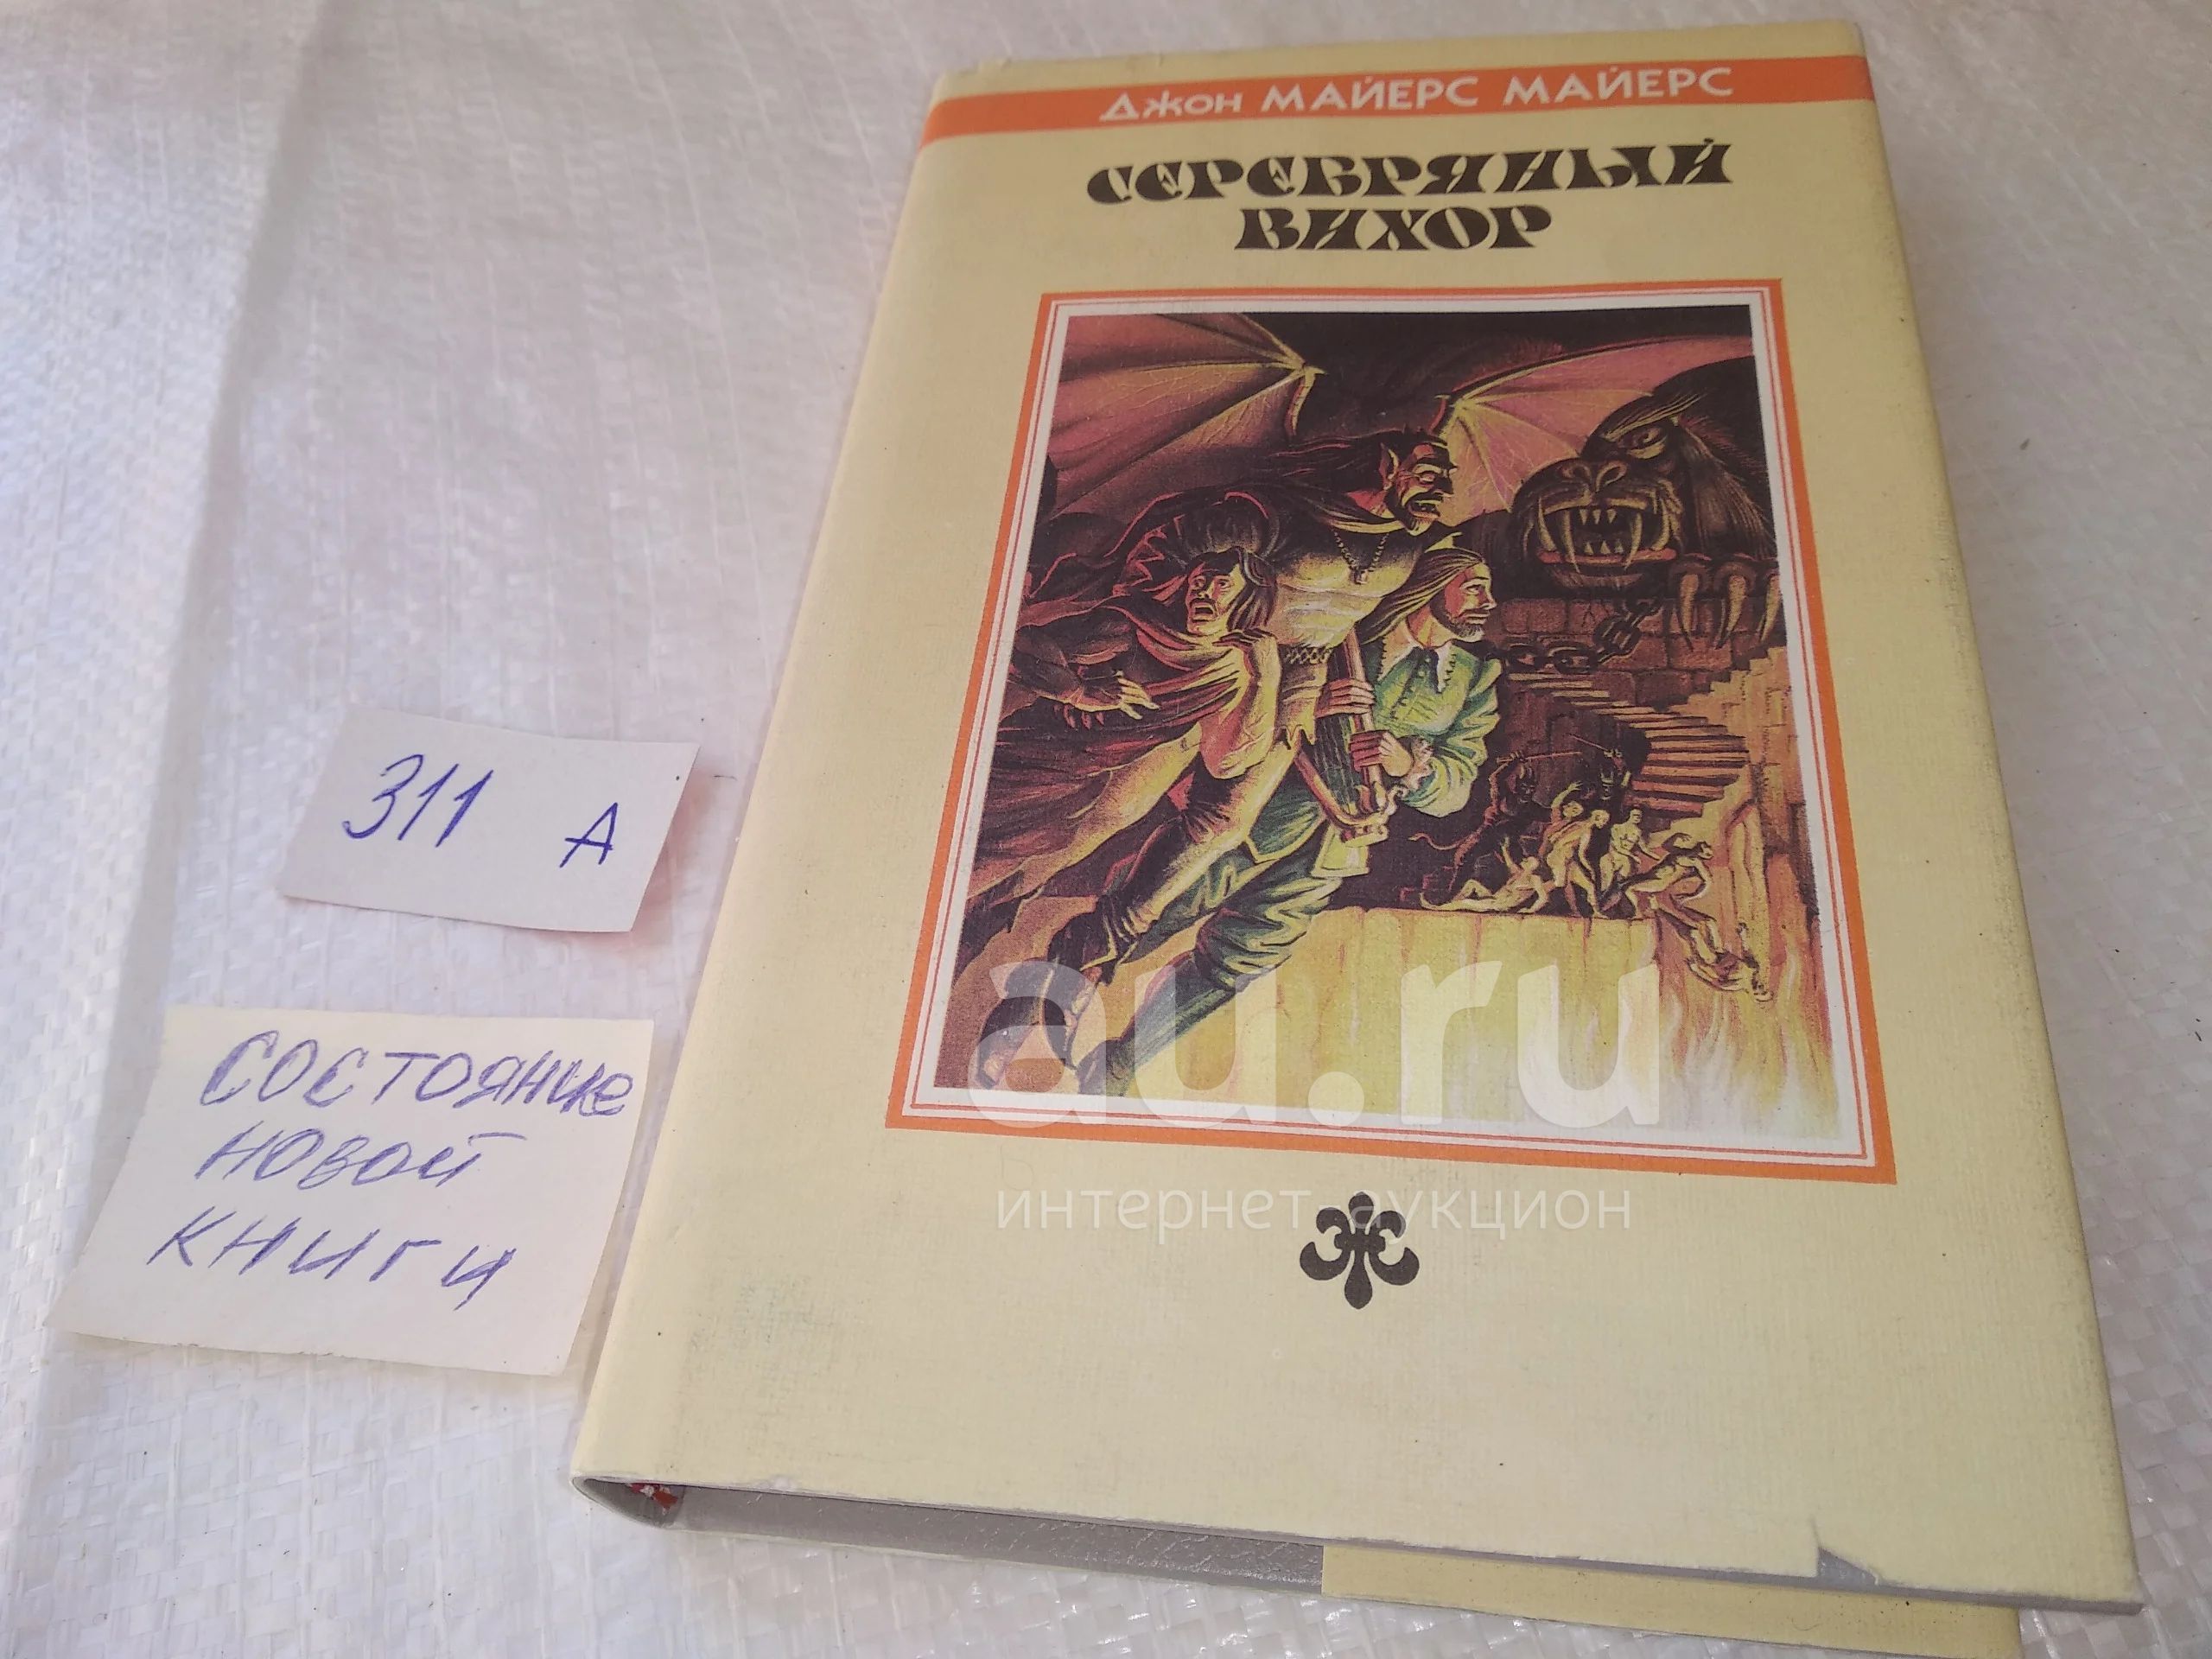 Джон МАЙЕРС МАЙЕРС
СЕРЕБРЯНЫЙ
ВИХОР
311 А
СОСТОЯНИЕ
НОВОЙ
КНИГИ
au.ru
интернет аукцион